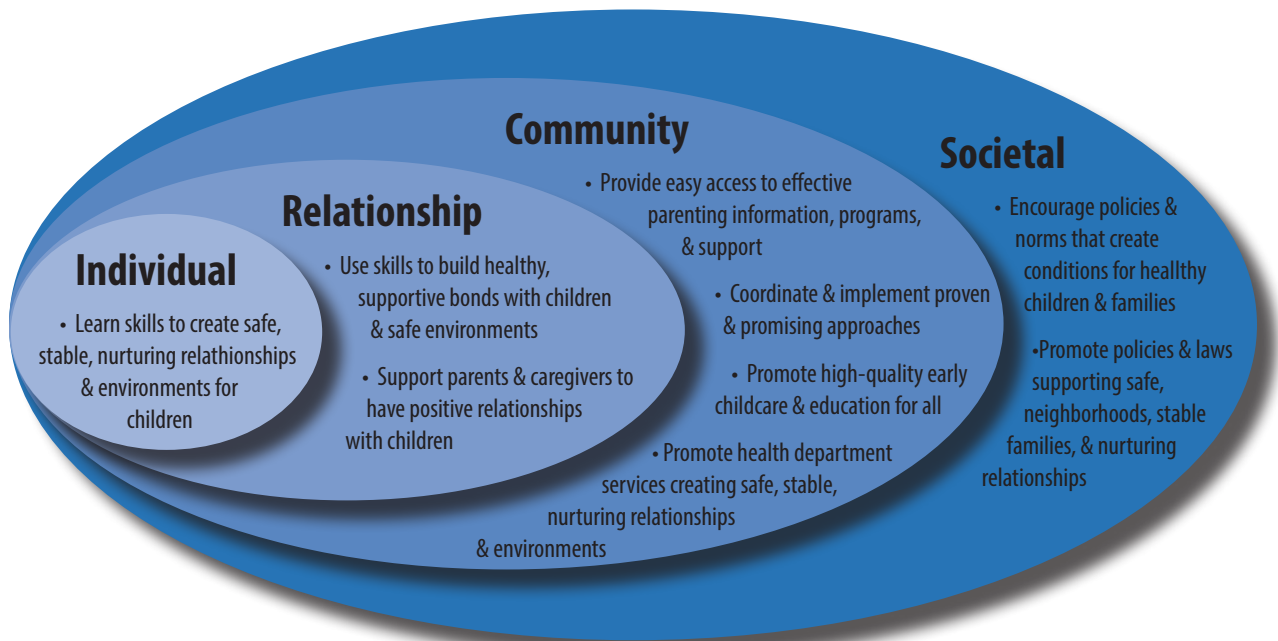 Individual
• Learn skills to create safe,
stable, nurturing relathionships
& environments for
children
Relationship
• Use skills to build healthy,
supportive bonds with children
& safe environments
• Support parents & caregivers to
have positive relationships
with children
Community
• Provide easy access to effective
parenting information, programs,
& support
• Coordinate & implement proven
& promising approaches
• Promote high-quality early
childcare & education for all
• Promote health department
services creating safe, stable,
nurturing relationships
& environments
Societal
• Encourage policies &
norms that create
conditions for heallthy
children & families
•Promote policies & laws
supporting safe,
neighborhoods, stable
families, & nurturing
relationships